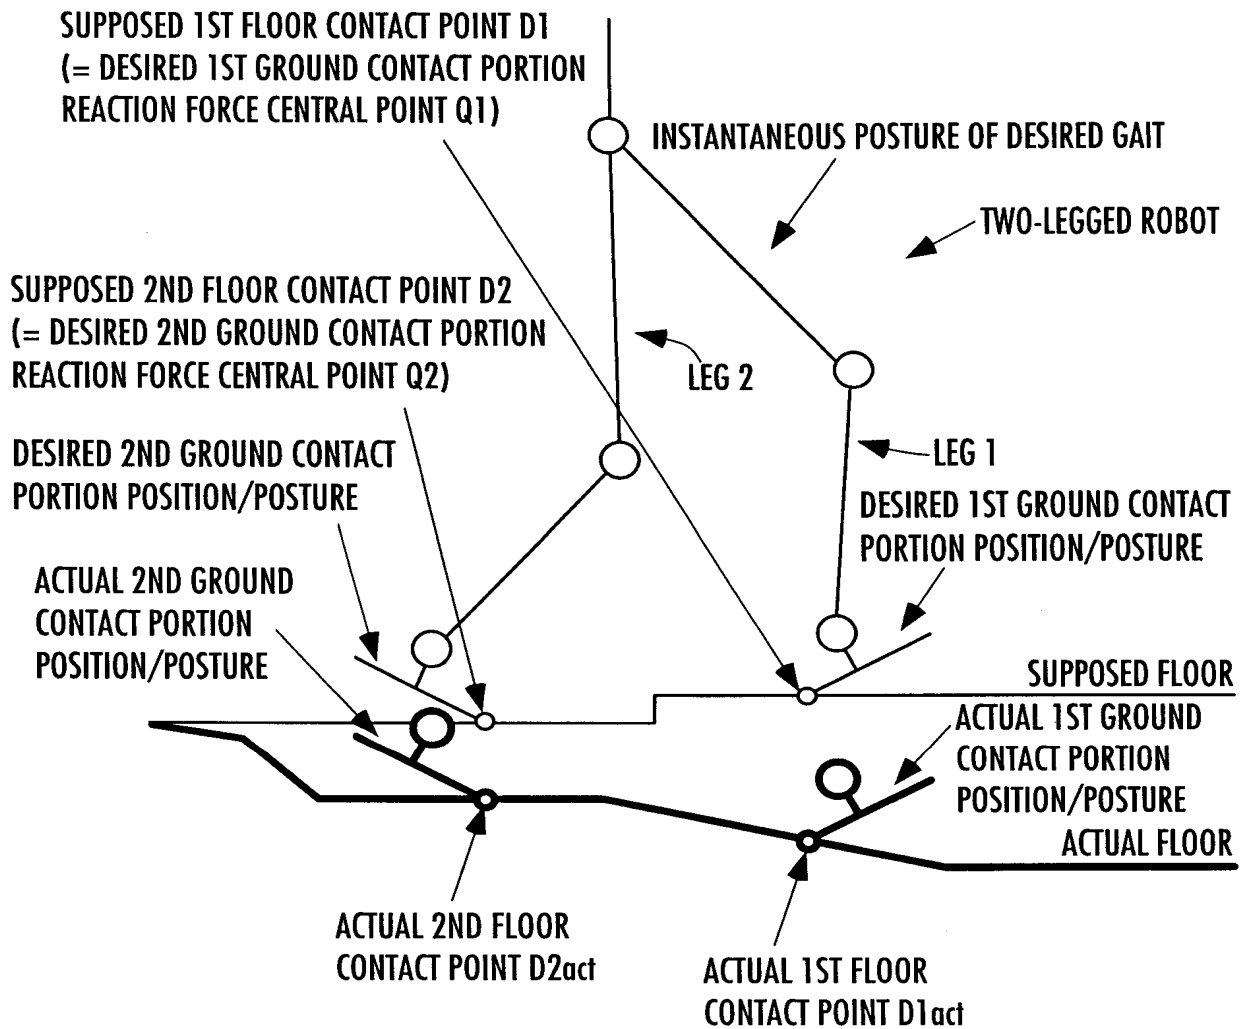 SUPPOSED 1ST FLOOR CONTACT POINT D1
(= DESIRED 1ST GROUND CONTACT PORTION
REACTION FORCE CENTRAL POINT Q1)
INSTANTANEOUS POSTURE OF DESIRED GAIT
TWO-LEGGED ROBOT
SUPPOSED 2ND FLOOR CONTACT POINT D2
(= DESIRED 2ND GROUND CONTACT PORTION
REACTION FORCE CENTRAL POINT Q2)
LEG 2
LEG 1
DESIRED 2ND GROUND CONTACT
PORTION POSITION/POSTURE
DESIRED 1ST GROUND CONTACT
PORTION POSITION/POSTURE
ACTUAL 2ND GROUND
CONTACT PORTION
POSITION/POSTURE
SUPPOSED FLOOR
ACTUAL 1ST GROUND
CONTACT PORTION
POSITION/POSTURE
ACTUAL FLOOR
ACTUAL 2ND FLOOR
CONTACT POINT D2act
ACTUAL 1ST FLOOR
CONTACT POINT D1act